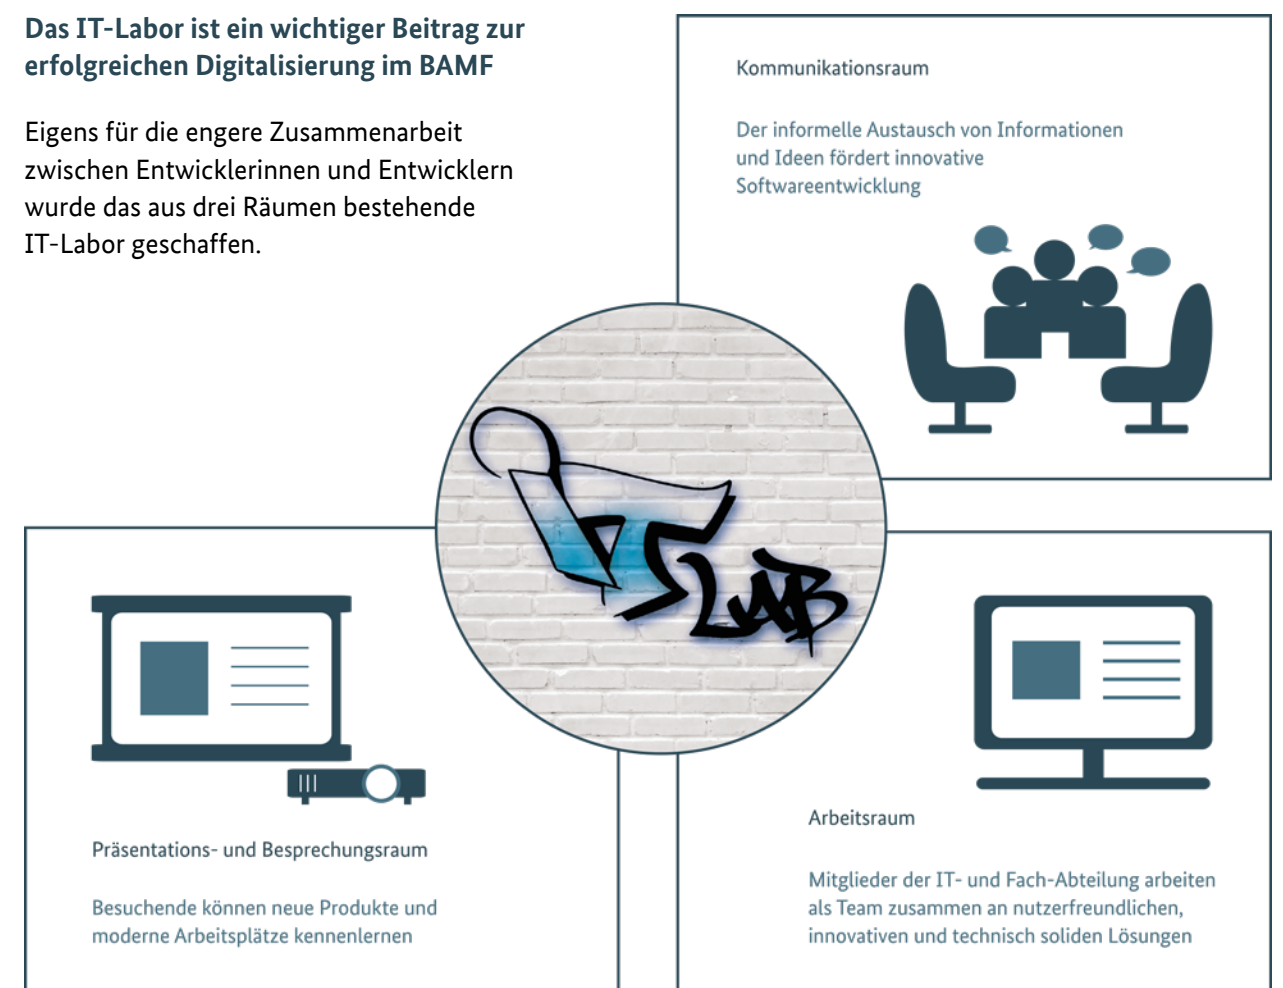 Das IT-Labor ist ein wichtiger Beitrag zur
erfolgreichen Digitalisierung im BAMF
Eigens für die engere Zusammenarbeit
zwischen Entwicklerinnen und Entwicklern
wurde das aus drei Räumen bestehende
IT-Labor geschaffen.
Kommunikationsraum
Der informelle Austausch von Informationen
und Ideen fördert innovative
Softwareentwicklung
IT
LAB
Präsentations- und Besprechungsraum
Besuchende können neue Produkte und
moderne Arbeitsplätze kennenlernen
Arbeitsraum
Mitglieder der IT- und Fach-Abteilung arbeiten
als Team zusammen an nutzerfreundlichen,
innovativen und technisch soliden Lösungen